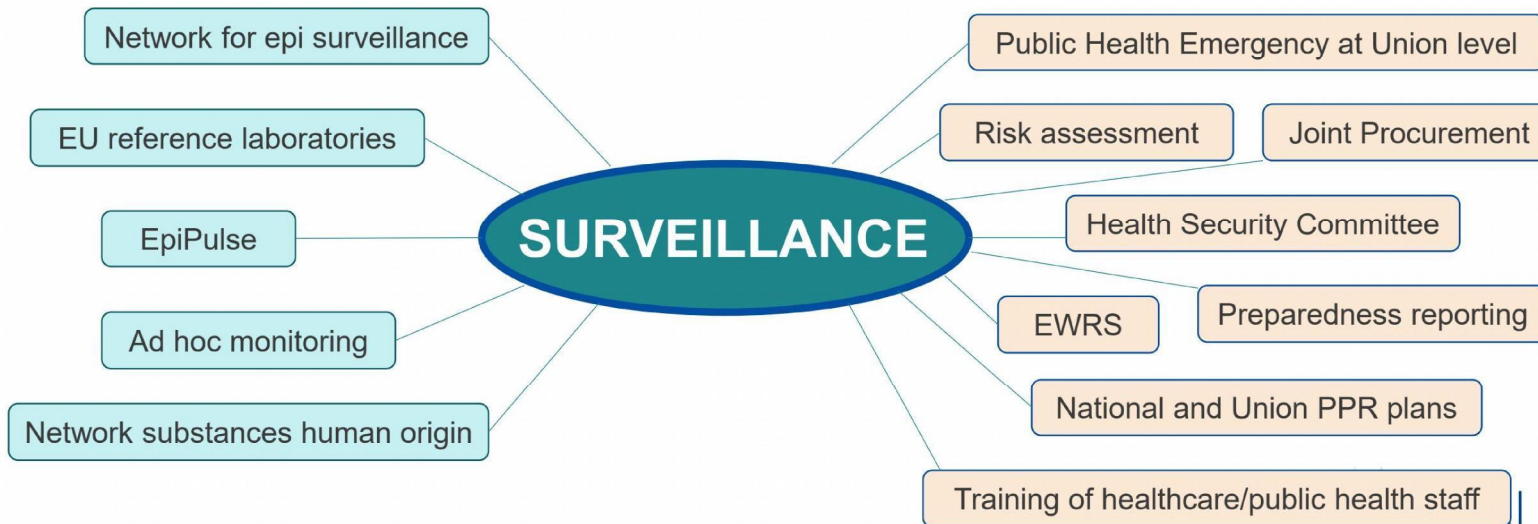 Network for epi surveillance
EU reference laboratories
EpiPulse
Ad hoc monitoring
Network substances human origin
SURVEILLANCE
Public Health Emergency at Union level
Risk assessment
Joint Procurement
Health Security Committee
EWRS
Preparedness reporting
National and Union PPR plans
Training of healthcare/public health staff